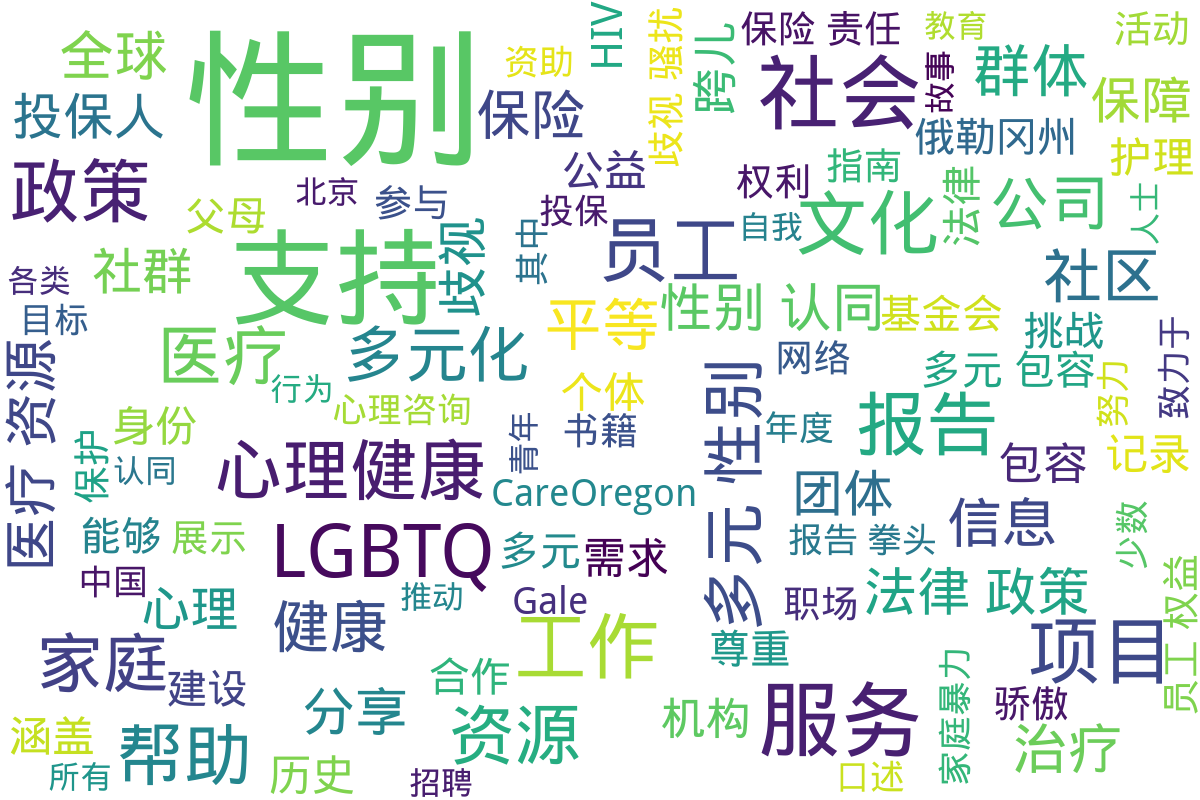 全球
性别
资助
HIV
歧视 骚扰
跨儿
保险 责任
教育
活动
投保人
保险
社会
故事
群体
保障
俄勒冈州
护理
政策
公益
权利
指南
北京
参与
投保
父母
自我
文化
法律
公司
人士
社群
支持
歧视
其中
员工
社区
各类
目标
医疗
多元化
平等
性别 认同
基金会
挑战
致力于
医疗 资源
行为
心理咨询
个体
网络
多元 包容
努力
身份
保护
认同
心理健康
青年
书籍
多元 性别
年度
报告
包容
记录
CareOregon
团体
信息
能够
展示
LGBTQ
多元
需求
报告 拳头
少数
中国
心理
健康
推动
Gale
职场
法律 政策
员工 权益
家庭
建设
工作
尊重
项目
合作
分享
资源
机构
服务
家庭暴力
骄傲
治疗
涵盖
帮助
所有
历史
招聘
口述